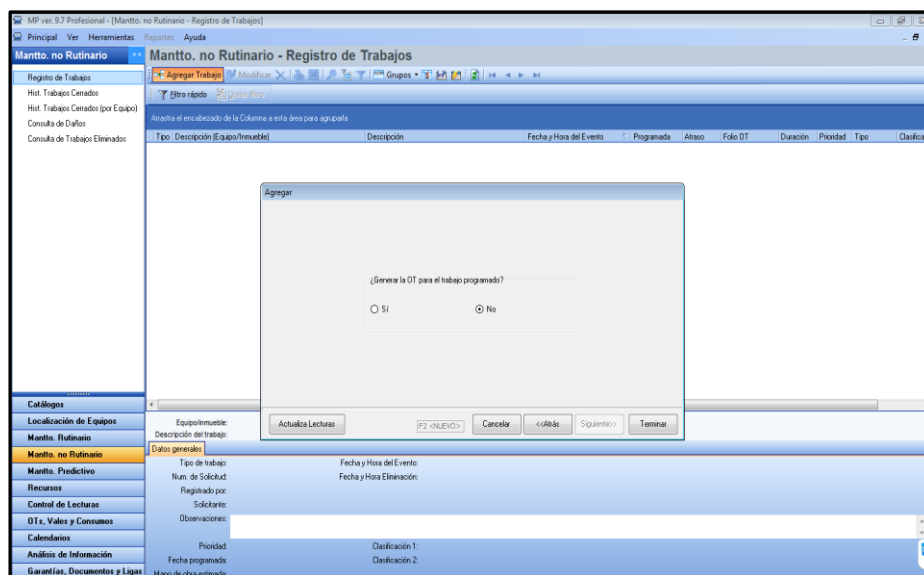 MP ver. 9.7 Profesional - [Mantto. no Rutinario - Registro de Trabajos]
Principal Ver Herramientas Reportes Ayuda
Mantto. no Rutinario <<
Mantto. no Rutinario - Registro de Trabajos
Registro de Trabajos
Hist. Trabajos Cerrados
Hist. Trabajos Cerrados (por Equipo)
Consulta de Daños
Consulta de Trabajos Eliminados
Agregar Trabajo Modificar Grupos
Filtro rápido Quitar filtro
Arrastra el encabezado de la Columna a esta área para agruparla
Tipo Descripción (Equipo/Inmueble) Descripción Fecha y Hora del Evento Programada Atraso Folio OT Duración Prioridad Tipo Clasifica
Agregar
¿Generar la OT para el trabajo programado?
Sí No
Actualiza Lecturas F2 <NUEVO> Cancelar <<Atrás Siguiente>> Terminar
Catálogos
Localización de Equipos
Mantto. Rutinario
Mantto. no Rutinario
Mantto. Predictivo
Recursos
Control de Lecturas
OTs, Vales y Consumos
Calendarios
Análisis de Información
Garantías, Documentos y Ligas
Equipo/inmueble:
Descripción del trabajo:
Datos generales
Tipo de trabajo: Fecha y Hora del Evento:
Num. de Solicitud: Fecha y Hora Eliminación:
Registrado por:
Solicitante:
Observaciones:
Prioridad: Clasificación 1:
Fecha programada: Clasificación 2:
Mano de obra estimada: